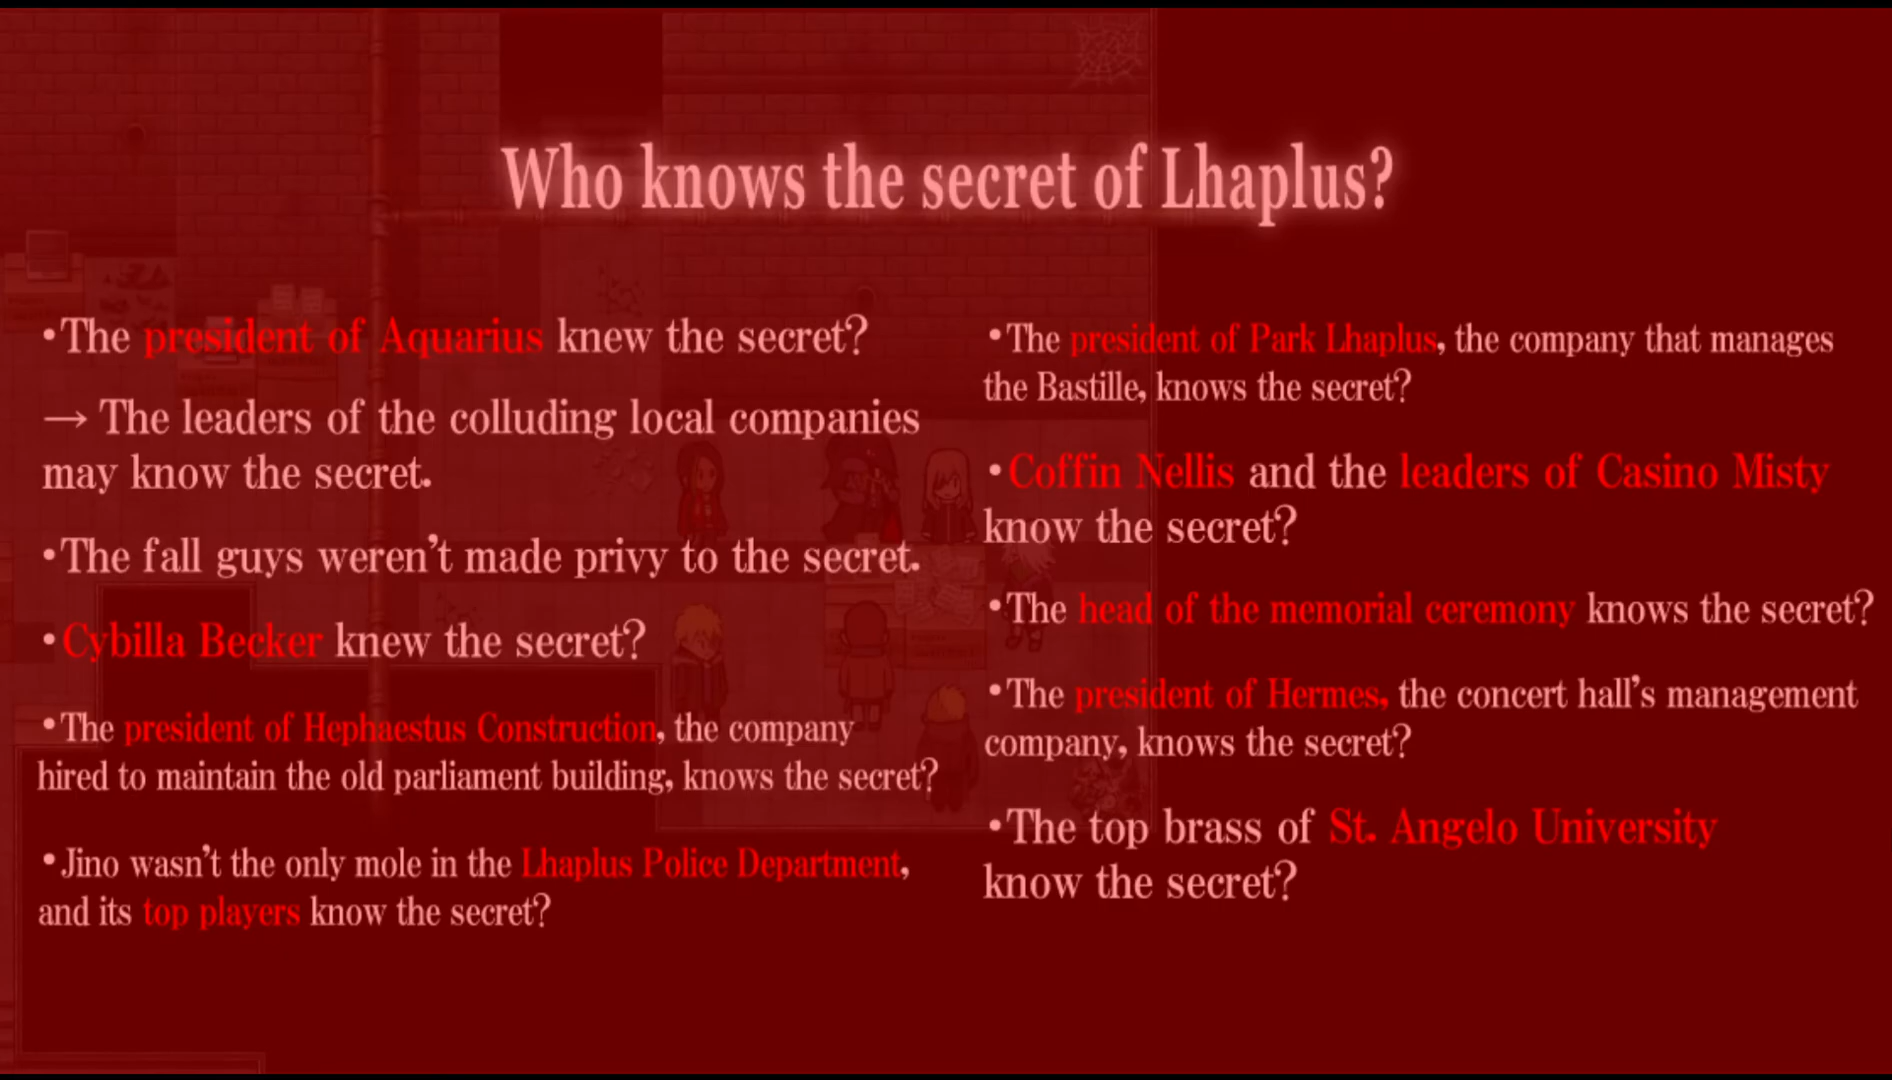 Who knows the secret of Lhaplus?
•The president of Aquarius knew the secret?
→ The leaders of the colluding local companies
may know the secret.
•The fall guys weren't made privy to the secret.
•Cybilla Becker knew the secret?
•The president of Hephaestus Construction, the company
hired to maintain the old parliament building, knows the secret?
•Jino wasn't the only mole in the Lhaplus Police Department,
and its top players know the secret?
•The president of Park Lhaplus, the company that manages
the Bastille, knows the secret?
•Coffin Nellis and the leaders of Casino Misty
know the secret?
•The head of the memorial ceremony knows the secret?
•The president of Hermes, the concert hall's management
company, knows the secret?
•The top brass of St. Angelo University
know the secret?